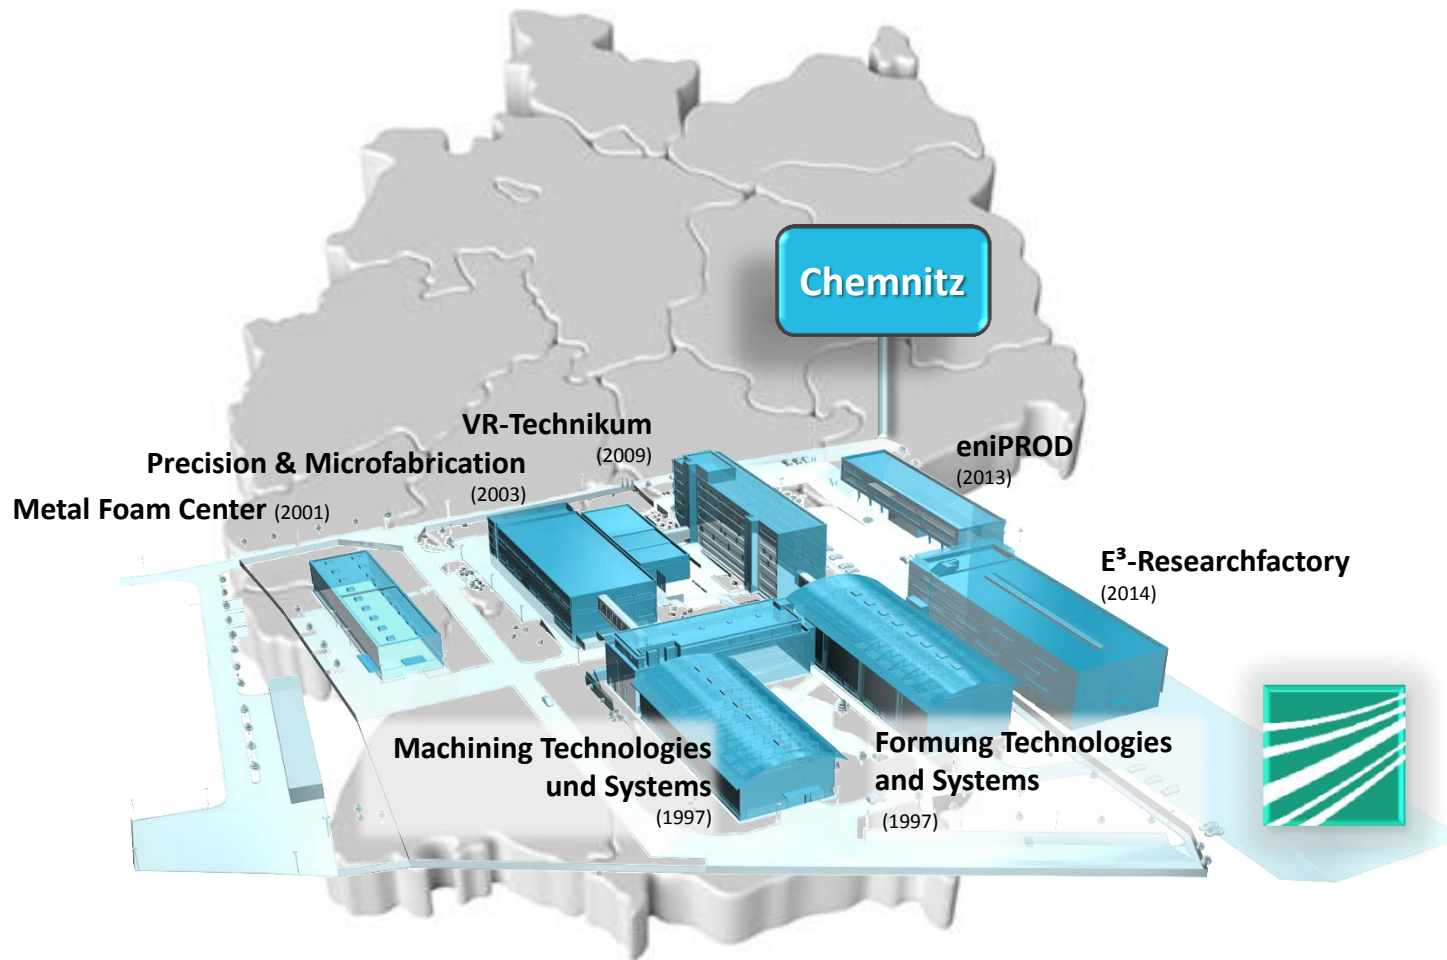 Chemnitz
VR-Technikum
(2009)
Precision & Microfabrication
(2003)
Metal Foam Center (2001)
eniPROD
(2013)
E³-Researchfactory
(2014)
Machining Technologies
und Systems
(1997)
Formung Technologies
and Systems
(1997)